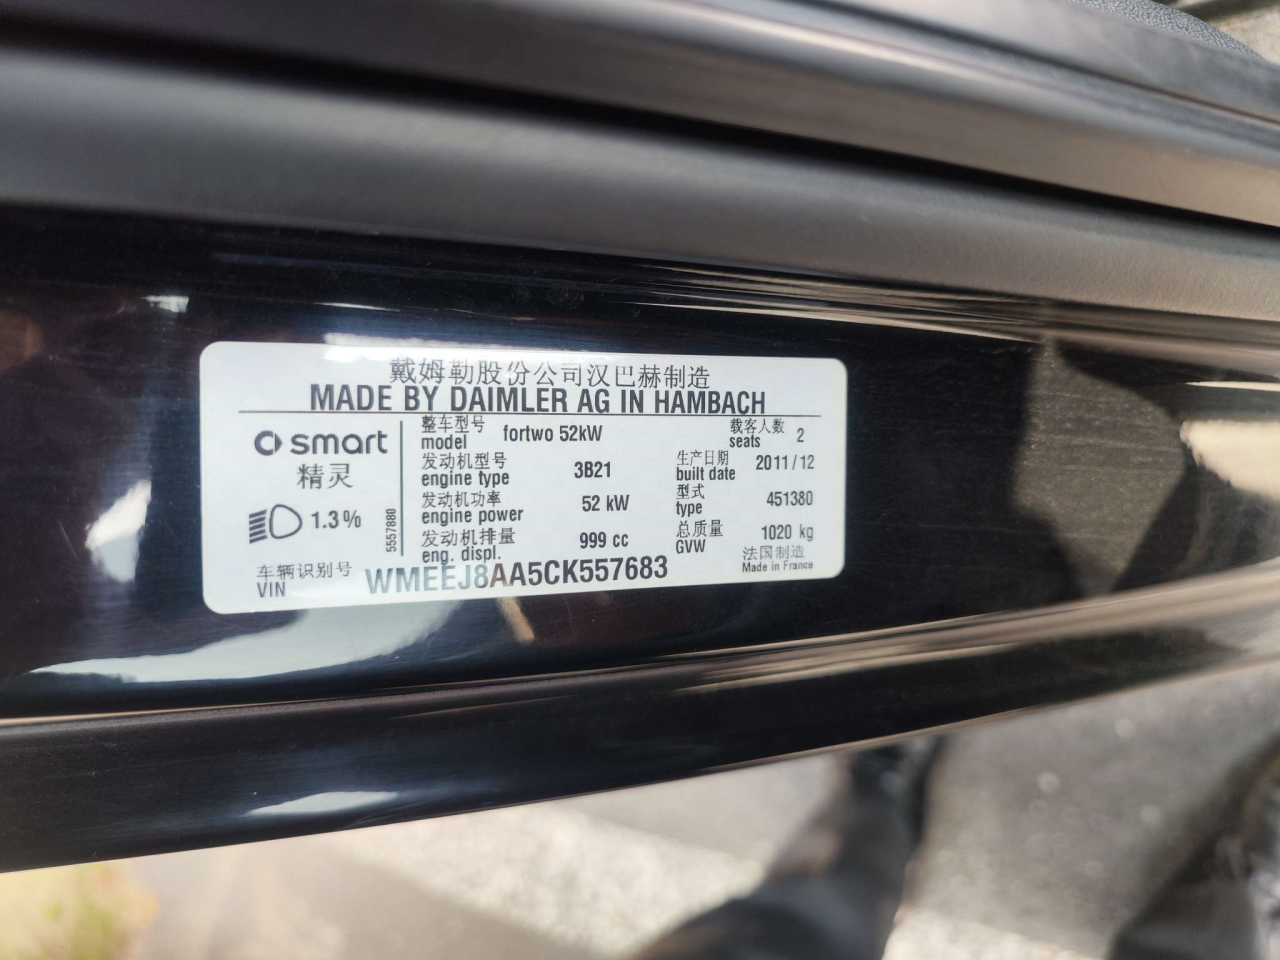 戴姆勒股份公司汉巴赫制造
MADE BY DAIMLER AG IN HAMBACH
smart
精灵
1.3%
5557880
整车型号 model fortwo 52kW
载客人数 seats 2
发动机型号 engine type 3B21
生产日期 built date 2011/12
发动机功率 engine power 52 kW
型式 type 451380
发动机排量 eng. displ. 999 cc
总质量 GVW 1020 kg
车辆识别号 VIN WMEEJ8AA5CK557683
法国制造
Made in France